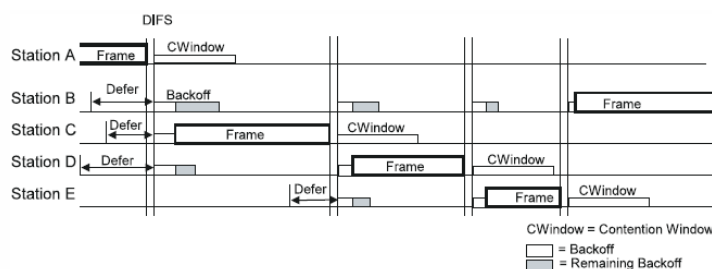 DIFS
Station A
Frame
CWindow
Station B
Defer
Backoff
Frame
Station C
Defer
Frame
CWindow
Station D
Defer
Frame
CWindow
Station E
Defer
Frame
CWindow
CWindow = Contention Window
= Backoff
= Remaining Backoff